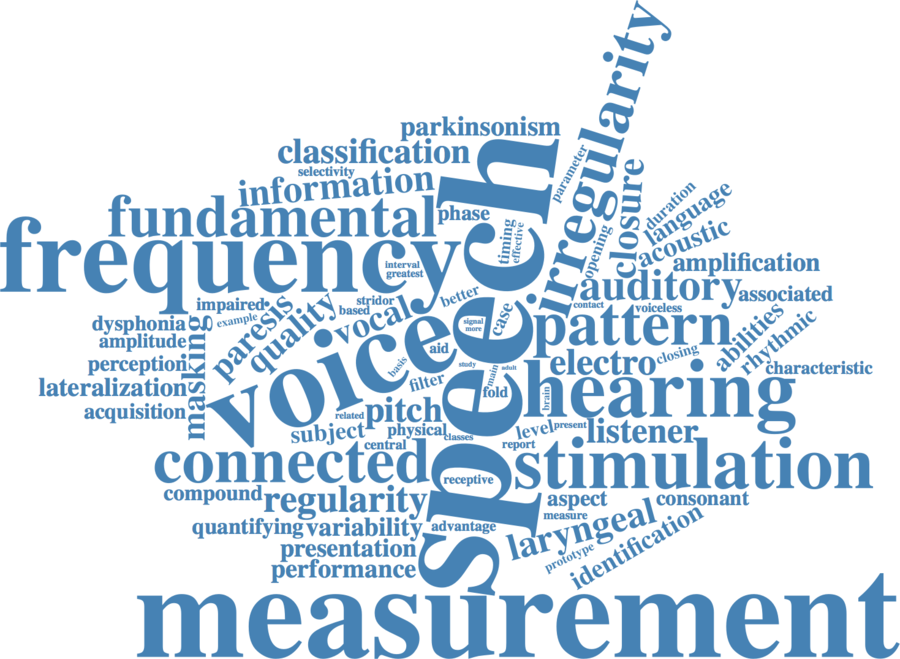 irregularity
parkinsonism
classification
selectivity
information
parameter
speech
fundamental
phase
timing
effective
closure
duration
language
acoustic
opening
frequency
interval
greatest
amplification
auditory
associated
contact
voiceless
impaired
example
stridor
based
better
case
signal
more
pattern
dysphonia
amplitude
masking
paresis
quality
vocal
voice
aid
electro
closing
abilities
rhythmic
perception
characteristic
basis
study
main
adult
filter
fold
brain
hearing
lateralization
acquisition
related
pitch
subject
physical
classes
level
present
listener
central
report
connected
stimulation
receptive
compound
regularity
aspect
consonant
measure
quantifying
variability
advantage
laryngeal
identification
prototype
presentation
performance
measurement